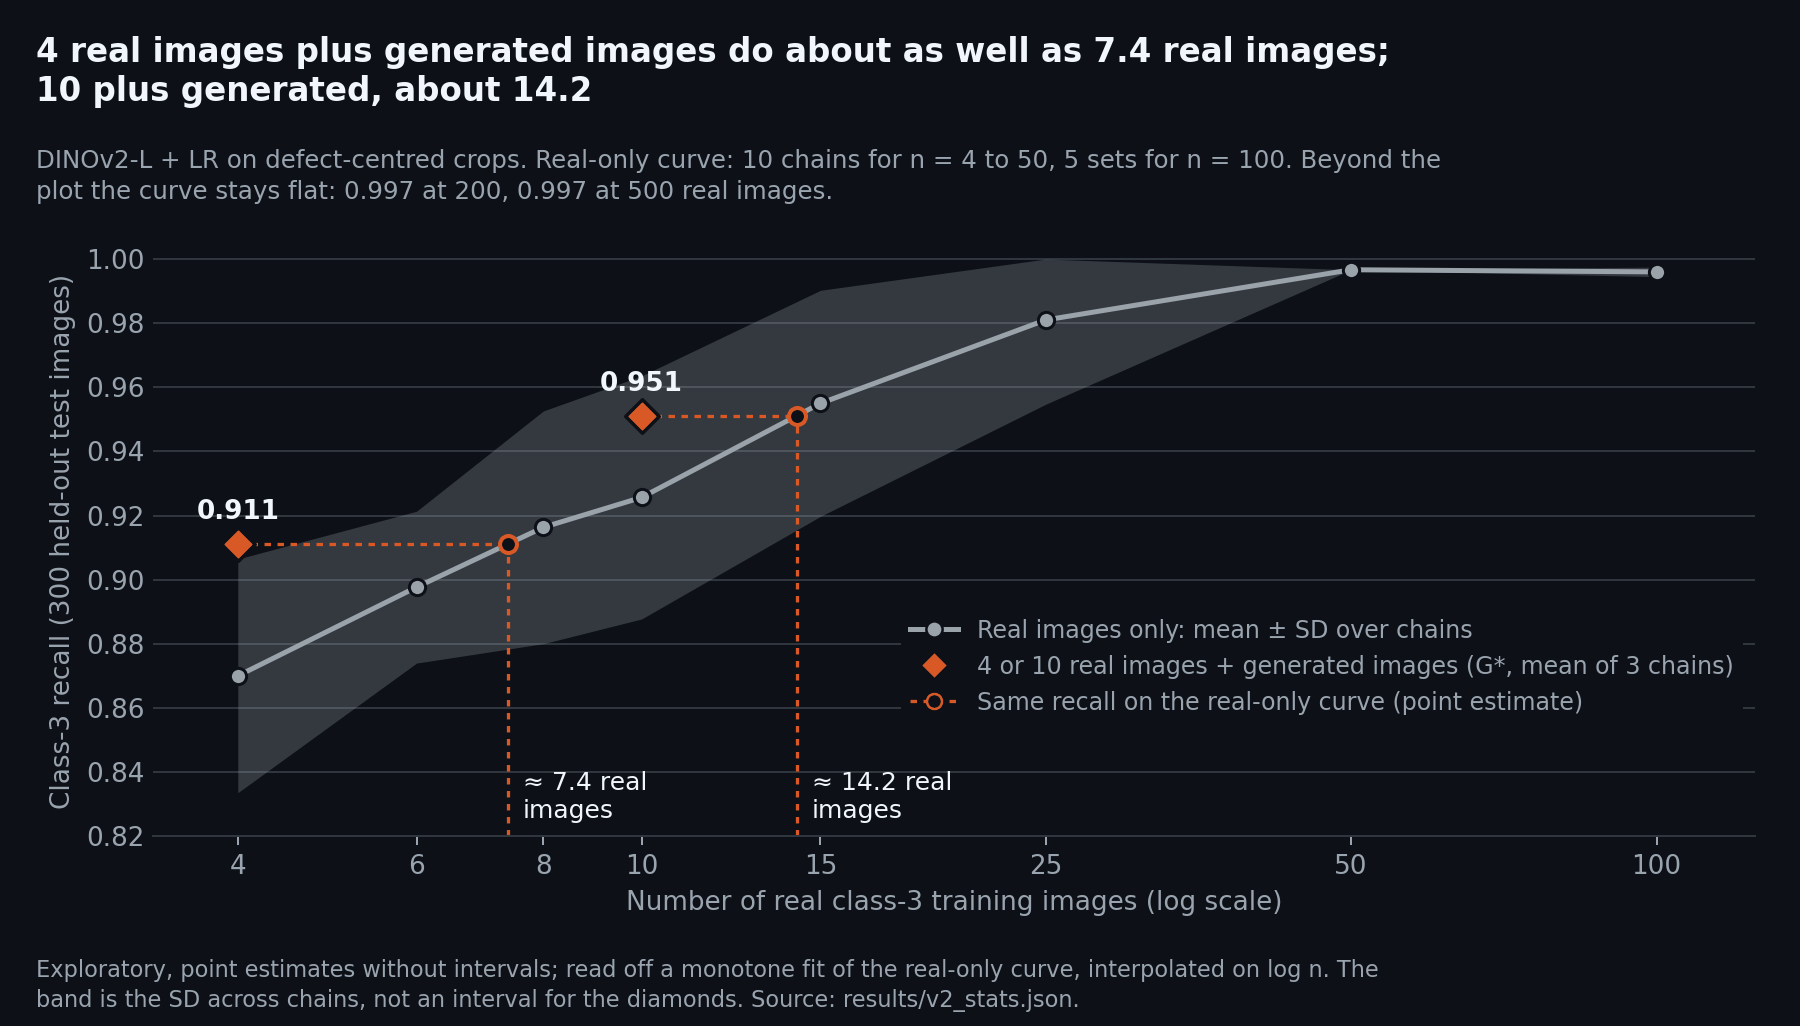 4 real images plus generated images do about as well as 7.4 real images;
10 plus generated, about 14.2
DINOv2-L + LR on defect-centred crops. Real-only curve: 10 chains for n = 4 to 50, 5 sets for n = 100. Beyond the
plot the curve stays flat: 0.997 at 200, 0.997 at 500 real images.
Class-3 recall (300 held-out test images)
1.00
0.98
0.96
0.94
0.92
0.90
0.88
0.86
0.84
0.82
0.951
0.911
Real images only: mean ± SD over chains
4 or 10 real images + generated images (G*, mean of 3 chains)
Same recall on the real-only curve (point estimate)
≈ 7.4 real
images
≈ 14.2 real
images
4 6 8 10 15 25 50 100
Number of real class-3 training images (log scale)
Exploratory, point estimates without intervals; read off a monotone fit of the real-only curve, interpolated on log n. The
band is the SD across chains, not an interval for the diamonds. Source: results/v2_stats.json.